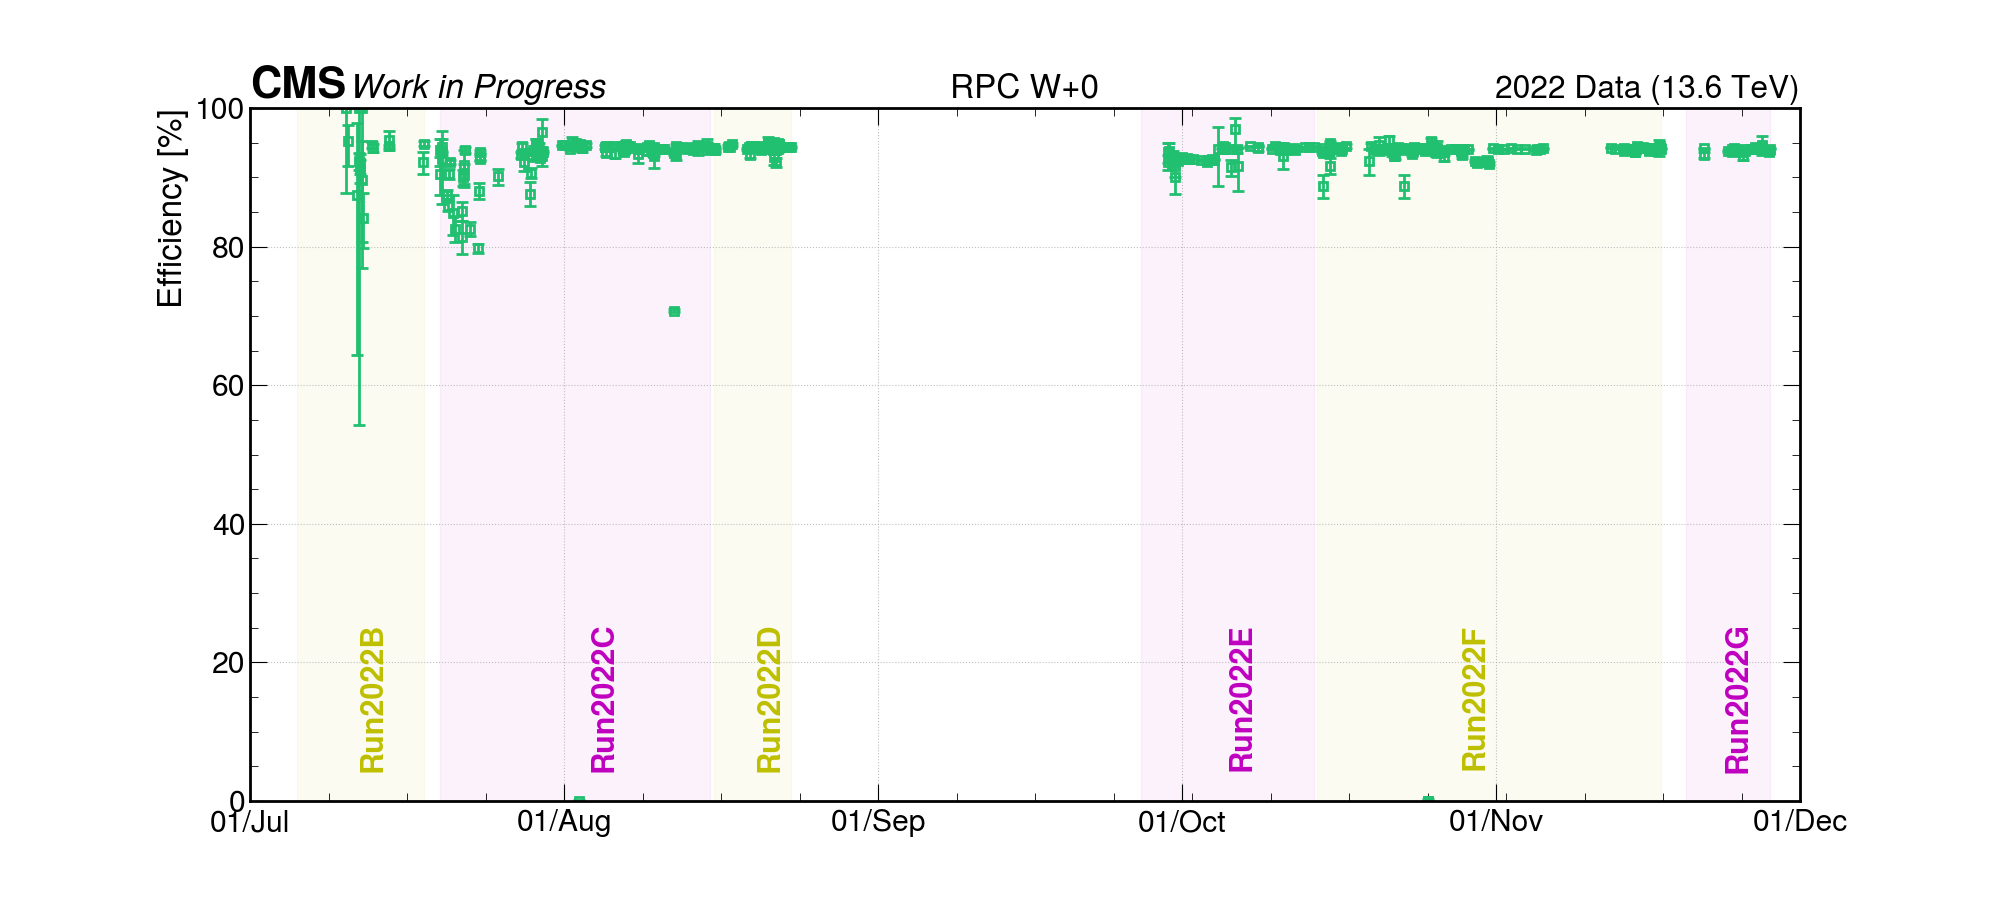 CMS Work in Progress RPC W+0 2022 Data (13.6 TeV)
Efficiency [%]
100
80
60
40
20
0
Run2022B Run2022C Run2022D Run2022E Run2022F Run2022G
01/Jul 01/Aug 01/Sep 01/Oct 01/Nov 01/Dec